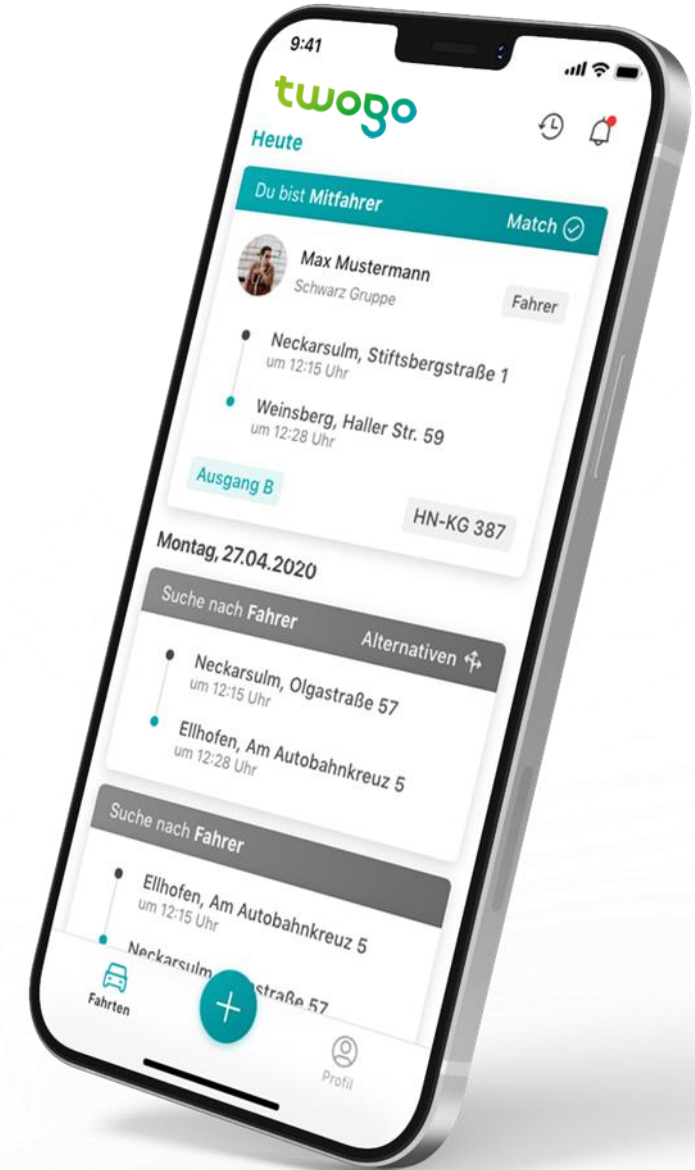 9:41
twogo
Heute
Du bist Mitfahrer
Match
Max Mustermann
Schwarz Gruppe
Fahrer
Neckarsulm, Stiftsbergstraße 1
um 12:15 Uhr
Weinsberg, Haller Str. 59
um 12:28 Uhr
Ausgang B
HN-KG 387
Montag, 27.04.2020
Suche nach Fahrer
Alternativen
Neckarsulm, Olgastraße 57
um 12:15 Uhr
Ellhofen, Am Autobahnkreuz 5
um 12:28 Uhr
Suche nach Fahrer
Ellhofen, Am Autobahnkreuz 5
um 12:15 Uhr
Neckarsulm straße 57
Fahrten
Profil